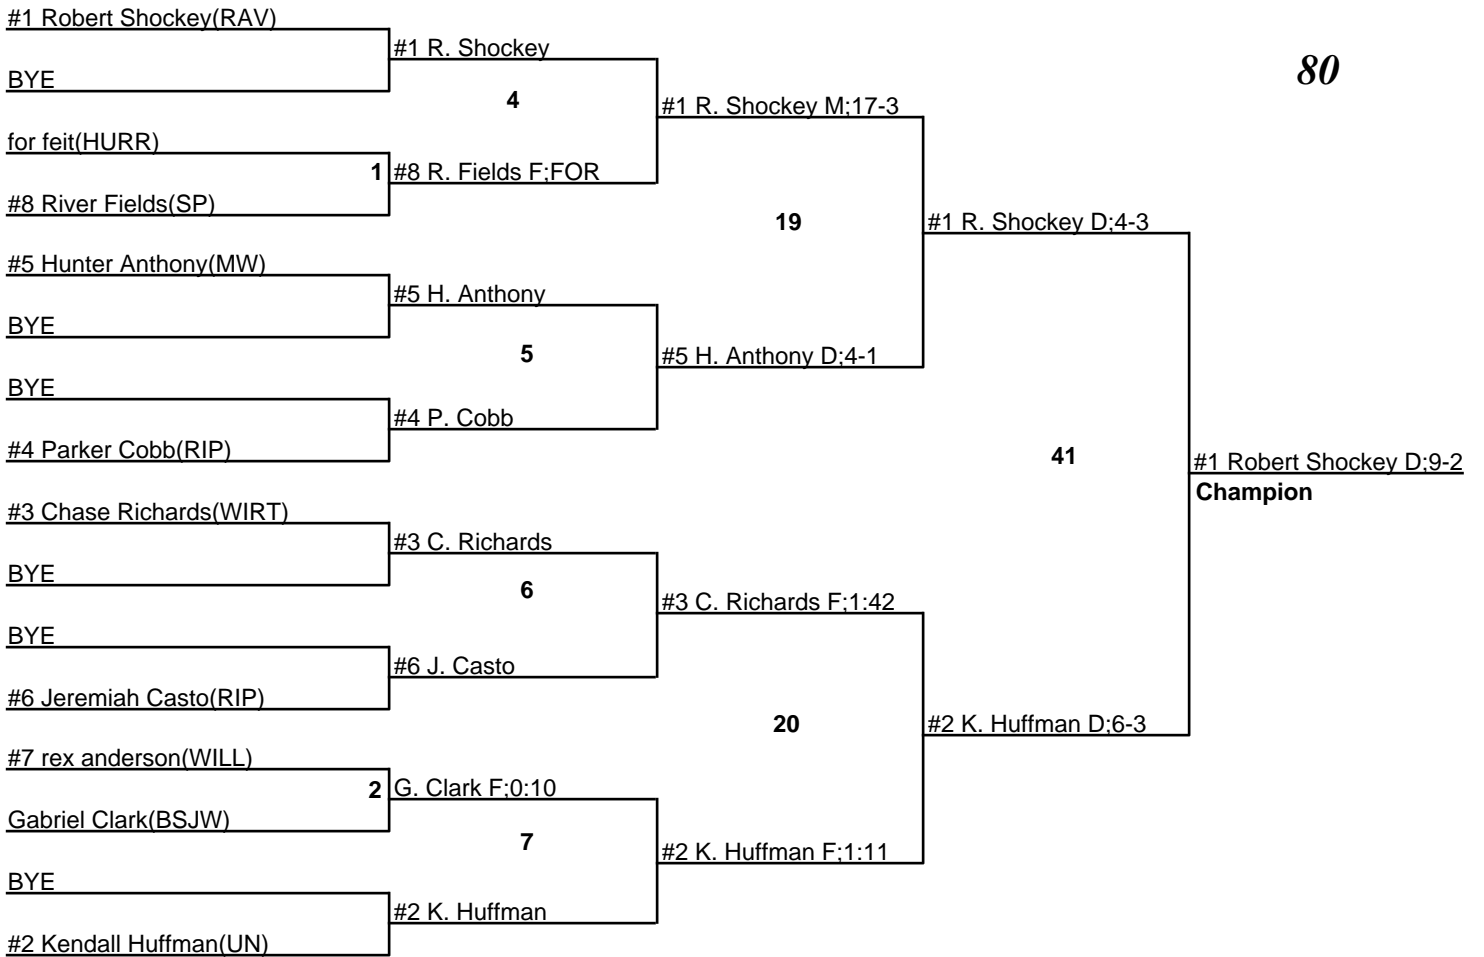 #1 Robert Shockey(RAV)
#1 R. Shockey
80
BYE
4
#1 R. Shockey M;17-3
for feit(HURR)
1
#8 R. Fields F;FOR
#8 River Fields(SP)
19
#1 R. Shockey D;4-3
#5 Hunter Anthony(MW)
#5 H. Anthony
BYE
5
#5 H. Anthony D;4-1
BYE
#4 P. Cobb
#4 Parker Cobb(RIP)
41
#1 Robert Shockey D;9-2
Champion
#3 Chase Richards(WIRT)
#3 C. Richards
BYE
6
#3 C. Richards F;1:42
BYE
#6 J. Casto
#6 Jeremiah Casto(RIP)
20
#2 K. Huffman D;6-3
#7 rex anderson(WILL)
2
G. Clark F;0:10
Gabriel Clark(BSJW)
7
#2 K. Huffman F;1:11
BYE
#2 K. Huffman
#2 Kendall Huffman(UN)